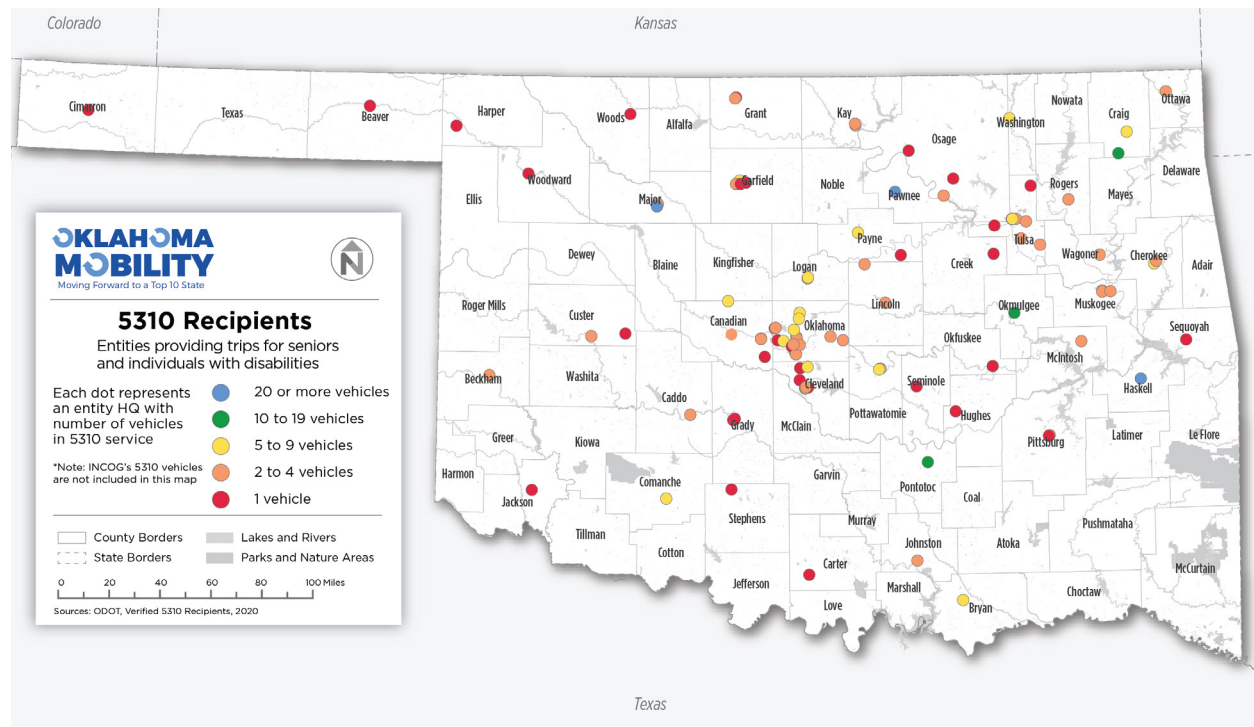 Colorado
Kansas
Cimarron
Texas
Beaver
Harper
Woods
Alfalfa
Grant
Kay
Osage
Washington
Nowata
Craig
Ottawa
Ellis
Woodward
Major
Garfield
Noble
Pawnee
Rogers
Mayes
Delaware
OKLAHOMA
MOBILITY
Moving Forward to a Top 10 State
N
5310 Recipients
Entities providing trips for seniors
and individuals with disabilities
Each dot represents
an entity HQ with
number of vehicles
in 5310 service
*Note: INCOG's 5310 vehicles
are not included in this map
20 or more vehicles
10 to 19 vehicles
5 to 9 vehicles
2 to 4 vehicles
1 vehicle
County Borders
State Borders
Lakes and Rivers
Parks and Nature Areas
0 20 40 60 80 100 Miles
Sources: ODOT, Verified 5310 Recipients, 2020
Dewey
Blaine
Kingfisher
Logan
Payne
Creek
Tulsa
Wagoner
Cherokee
Adair
Roger Mills
Custer
Canadian
Oklahoma
Lincoln
Okfuskee
Okmulgee
Muskogee
Sequoyah
Beckham
Washita
Caddo
Grady
Cleveland
McClain
Pottawatomie
Seminole
Hughes
McIntosh
Haskell
Pittsburg
Latimer
Le Flore
Greer
Kiowa
Harmon
Jackson
Comanche
Tillman
Cotton
Stephens
Garvin
Murray
Pontotoc
Coal
Johnston
Atoka
Pushmataha
McCurtain
Jefferson
Carter
Love
Marshall
Bryan
Choctaw
Texas